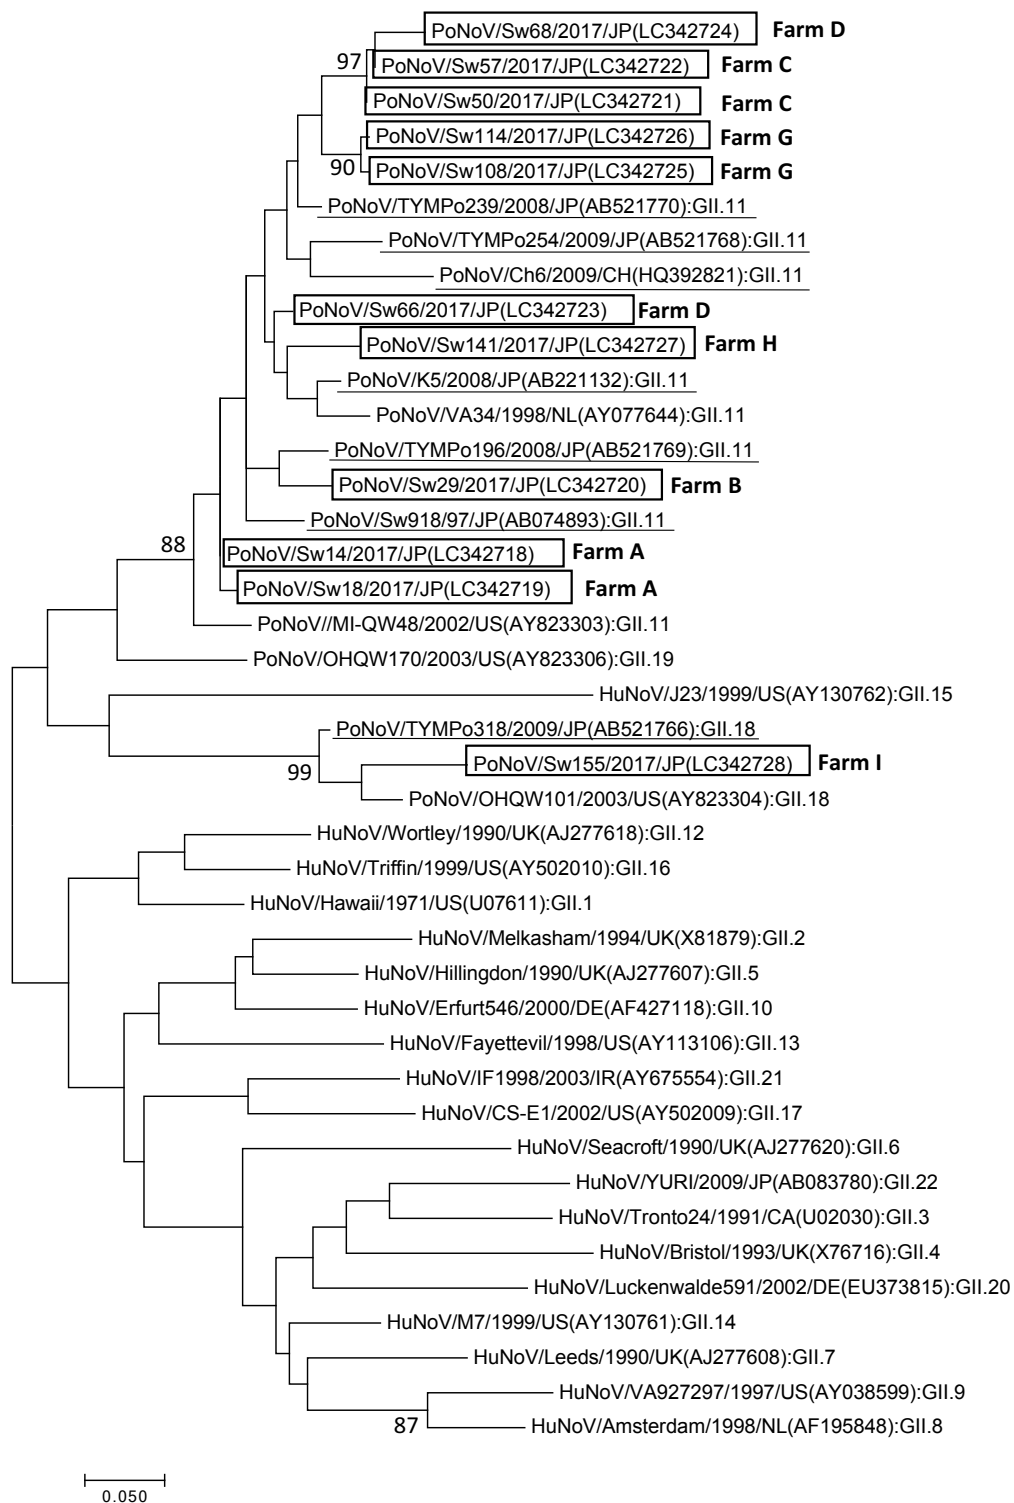 PoNoV/Sw68/2017/JP(LC342724) Farm D
97 PoNoV/Sw57/2017/JP(LC342722) Farm C
PoNoV/Sw50/2017/JP(LC342721) Farm C
PoNoV/Sw114/2017/JP(LC342726) Farm G
90 PoNoV/Sw108/2017/JP(LC342725) Farm G
PoNoV/TYMPo239/2008/JP(AB521770):GII.11
PoNoV/TYMPo254/2009/JP(AB521768):GII.11
PoNoV/Ch6/2009/CH(HQ392821):GII.11
PoNoV/Sw66/2017/JP(LC342723) Farm D
PoNoV/Sw141/2017/JP(LC342727) Farm H
PoNoV/K5/2008/JP(AB221132):GII.11
PoNoV/VA34/1998/NL(AY077644):GII.11
PoNoV/TYMPo196/2008/JP(AB521769):GII.11
PoNoV/Sw29/2017/JP(LC342720) Farm B
PoNoV/Sw918/97/JP(AB074893):GII.11
88 PoNoV/Sw14/2017/JP(LC342718) Farm A
PoNoV/Sw18/2017/JP(LC342719) Farm A
PoNoV//MI-QW48/2002/US(AY823303):GII.11
PoNoV/OHQW170/2003/US(AY823306):GII.19
HuNoV/J23/1999/US(AY130762):GII.15
PoNoV/TYMPo318/2009/JP(AB521766):GII.18
99 PoNoV/Sw155/2017/JP(LC342728) Farm I
PoNoV/OHQW101/2003/US(AY823304):GII.18
HuNoV/Wortley/1990/UK(AJ277618):GII.12
HuNoV/Triffin/1999/US(AY502010):GII.16
HuNoV/Hawaii/1971/US(U07611):GII.1
HuNoV/Melkasham/1994/UK(X81879):GII.2
HuNoV/Hillingdon/1990/UK(AJ277607):GII.5
HuNoV/Erfurt546/2000/DE(AF427118):GII.10
HuNoV/Fayettevil/1998/US(AY113106):GII.13
HuNoV/IF1998/2003/IR(AY675554):GII.21
HuNoV/CS-E1/2002/US(AY502009):GII.17
HuNoV/Seacroft/1990/UK(AJ277620):GII.6
HuNoV/YURI/2009/JP(AB083780):GII.22
HuNoV/Tronto24/1991/CA(U02030):GII.3
HuNoV/Bristol/1993/UK(X76716):GII.4
HuNoV/Luckenwalde591/2002/DE(EU373815):GII.20
HuNoV/M7/1999/US(AY130761):GII.14
HuNoV/Leeds/1990/UK(AJ277608):GII.7
HuNoV/VA927297/1997/US(AY038599):GII.9
87 HuNoV/Amsterdam/1998/NL(AF195848):GII.8
0.050